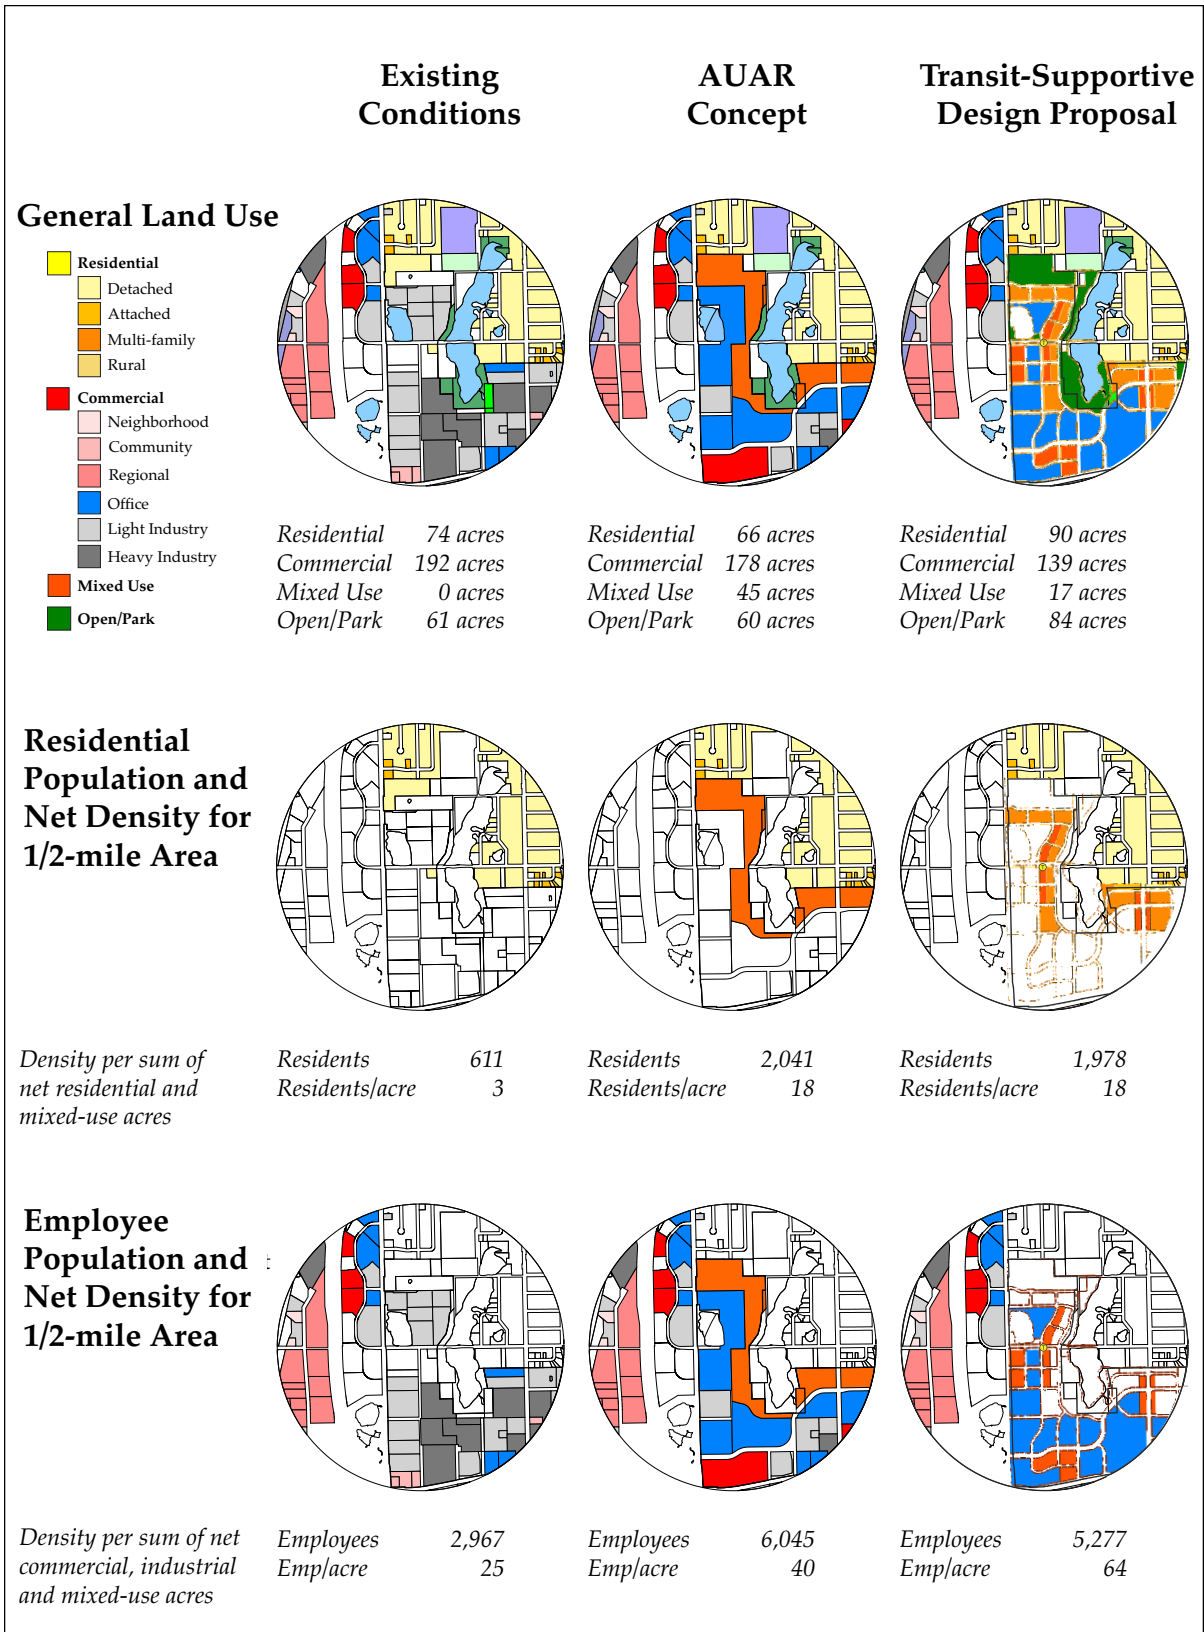 Existing
Conditions
AUAR
Concept
Transit-Supportive
Design Proposal
General Land Use
Residential
Detached
Attached
Multi-family
Rural
Commercial
Neighborhood
Community
Regional
Office
Light Industry
Heavy Industry
Mixed Use
Open/Park
Residential 74 acres
Commercial 192 acres
Mixed Use 0 acres
Open/Park 61 acres
Residential 66 acres
Commercial 178 acres
Mixed Use 45 acres
Open/Park 60 acres
Residential 90 acres
Commercial 139 acres
Mixed Use 17 acres
Open/Park 84 acres
Residential
Population and
Net Density for
1/2-mile Area
Density per sum of
net residential and
mixed-use acres
Residents 611
Residents/acre 3
Residents 2,041
Residents/acre 18
Residents 1,978
Residents/acre 18
Employee
Population and
Net Density for
1/2-mile Area
Density per sum of net
commercial, industrial
and mixed-use acres
Employees 2,967
Emp/acre 25
Employees 6,045
Emp/acre 40
Employees 5,277
Emp/acre 64